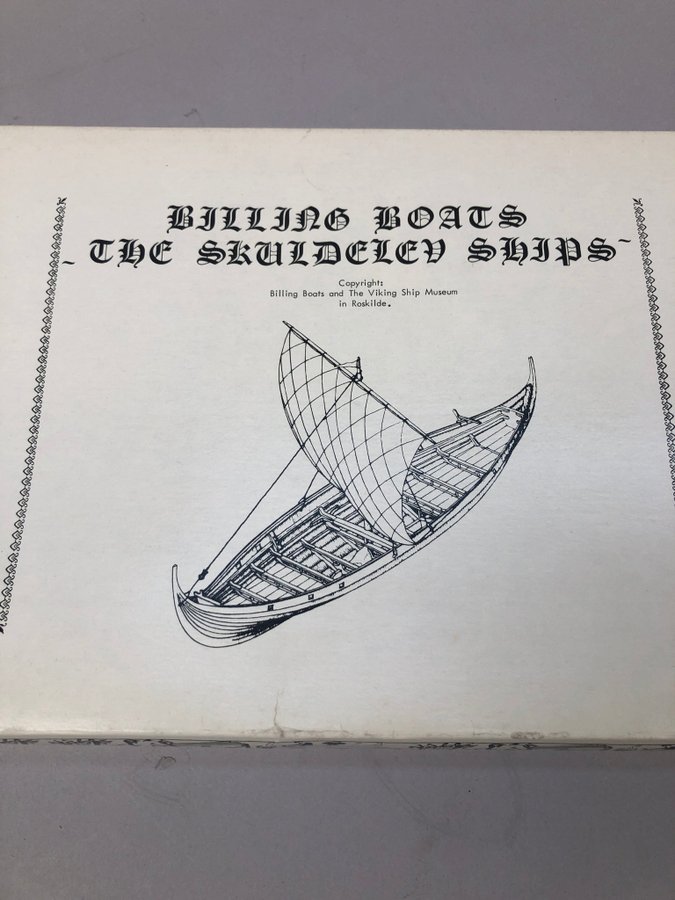 BILLING BOATS
- THE SKULDELEV SHIPS -
Copyright:
Billing Boats and The Viking Ship Museum
in Roskilde.